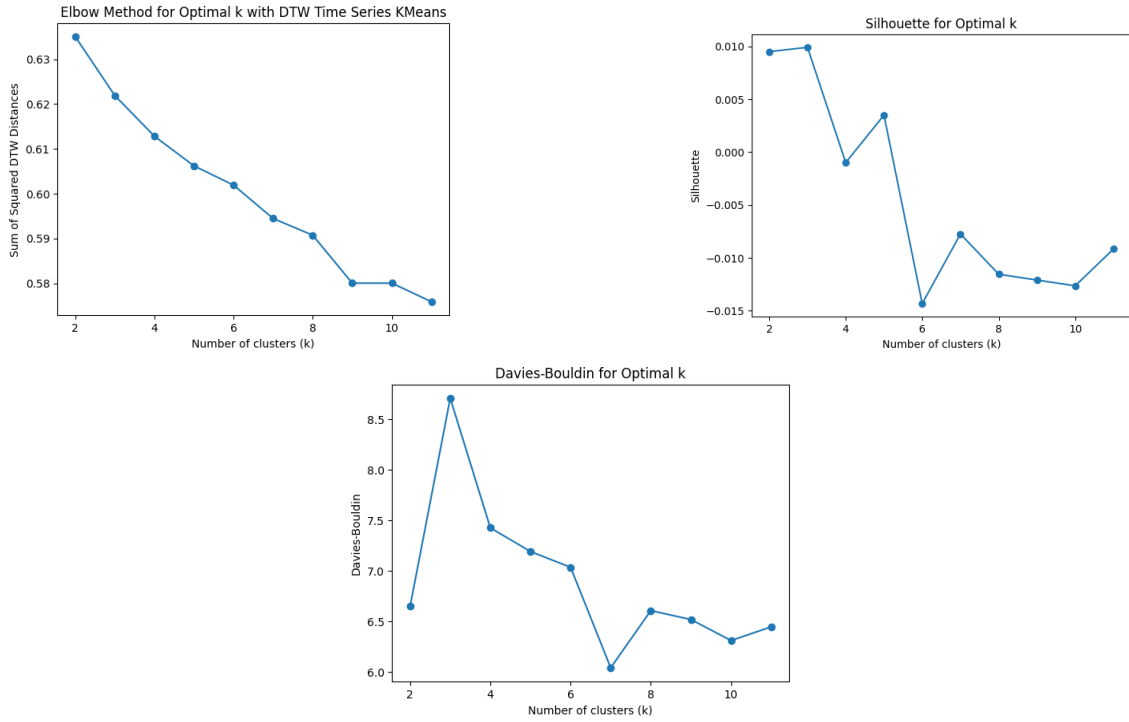 Elbow Method for Optimal k with DTW Time Series KMeans
Sum of Squared DTW Distances
0.63
0.62
0.61
0.60
0.59
0.58
2 4 6 8 10
Number of clusters (k)
Silhouette for Optimal k
Silhouette
0.010
0.005
0.000
−0.005
−0.010
−0.015
2 4 6 8 10
Number of clusters (k)
Davies-Bouldin for Optimal k
Davies-Bouldin
8.5
8.0
7.5
7.0
6.5
6.0
2 4 6 8 10
Number of clusters (k)